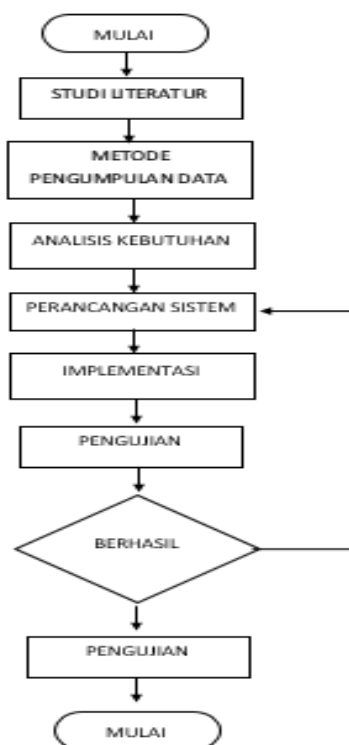 MULAI
STUDI LITERATUR
METODE
PENGUMPULAN DATA
ANALISIS KEBUTUHAN
PERANCANGAN SISTEM
IMPLEMENTASI
PENGUJIAN
BERHASIL
PENGUJIAN
MULAI